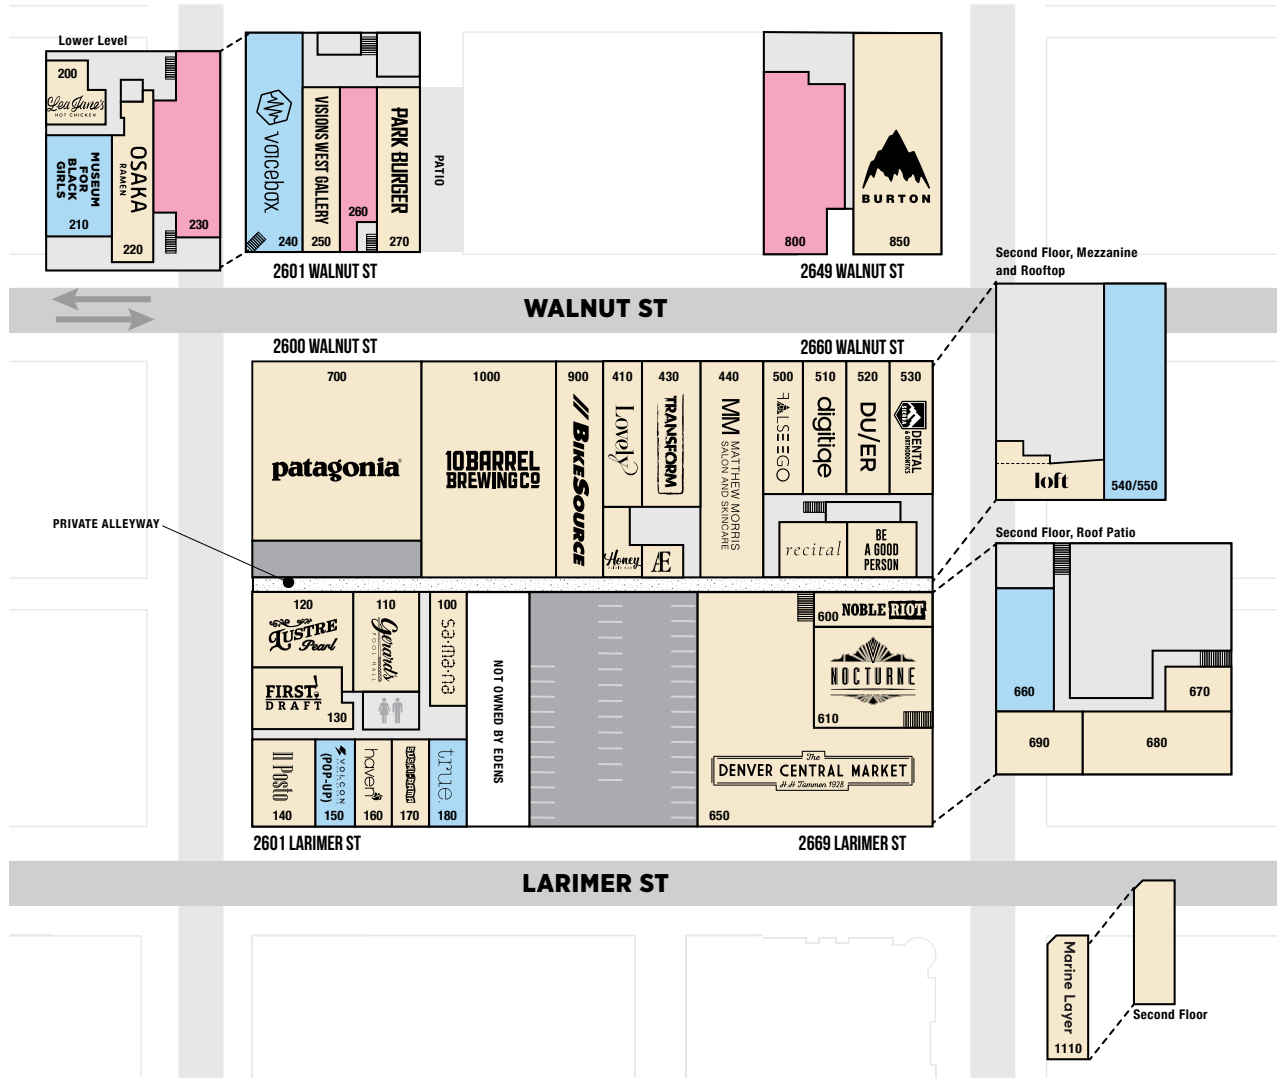 Lower Level
200
Lea Jane's
HOT CHICKEN
MUSEUM
FOR
BLACK
GIRLS
210
OSAKA
RAMEN
220
230
voicebox
240
VISIONS WEST GALLERY
250
260
PARK BURGER
270
PATIO
2601 WALNUT ST
800
BURTON
850
2649 WALNUT ST
Second Floor, Mezzanine
and Rooftop
loft
540/550
WALNUT ST
2600 WALNUT ST
2660 WALNUT ST
700
patagonia
1000
10 BARREL
BREWING CO
900
// BIKESOURCE
410
Lovely
430
TRANSFORM
440
MM
MATTHEW MORRIS
SALON AND SKINCARE
500
FALSE EGO
510
digitiqe
520
DU/ER
530
DENTAL
& ORTHODONTICS
Honey
Æ
recital
BE
A GOOD
PERSON
PRIVATE ALLEYWAY
Second Floor, Roof Patio
660
670
690
680
120
LUSTRE
Pearl
110
Gerard's
POOL HALL
100
sa·ma·na
FIRST
DRAFT
130
Il Posto
140
VOLCON
(POP-UP)
150
haven
160
170
true
180
NOT OWNED BY EDENS
600
NOBLE RIOT
NOCTURNE
610
The
DENVER CENTRAL MARKET
H.H. Tammen 1928
650
2601 LARIMER ST
2669 LARIMER ST
LARIMER ST
Marine Layer
1110
Second Floor